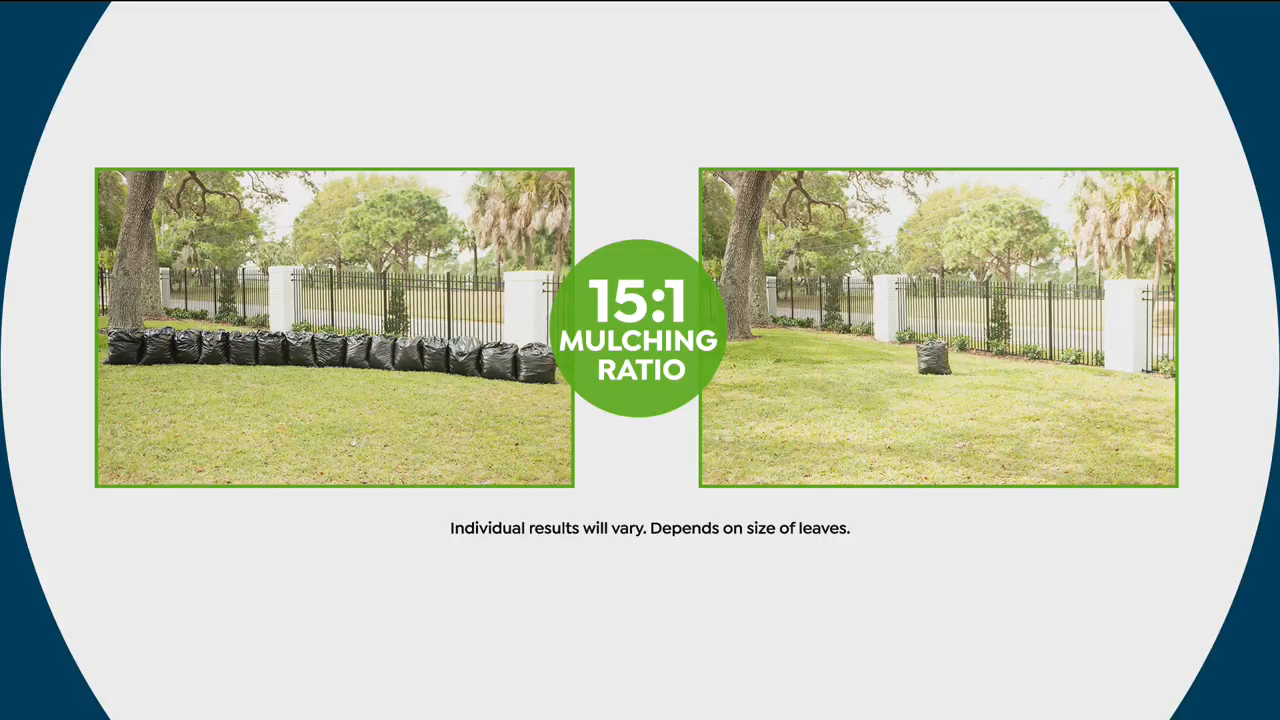 15:1
MULCHING
RATIO
Individual results will vary. Depends on size of leaves.